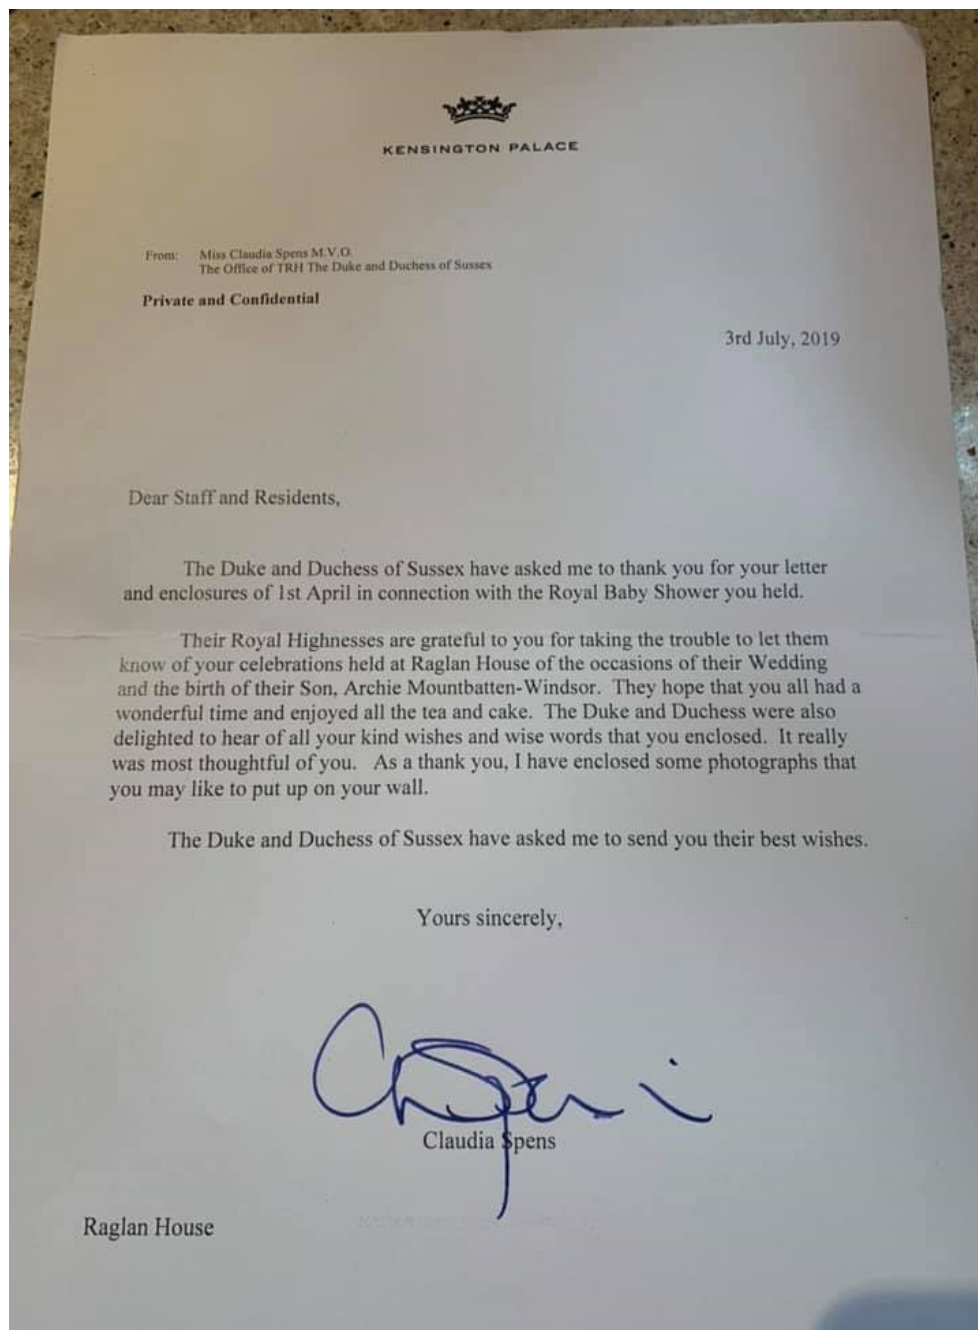 KENSINGTON PALACE
From: Miss Claudia Spens M.V.O.
The Office of TRH The Duke and Duchess of Sussex
Private and Confidential
3rd July, 2019
Dear Staff and Residents,
The Duke and Duchess of Sussex have asked me to thank you for your letter
and enclosures of 1st April in connection with the Royal Baby Shower you held.
Their Royal Highnesses are grateful to you for taking the trouble to let them
know of your celebrations held at Raglan House of the occasions of their Wedding
and the birth of their Son, Archie Mountbatten-Windsor. They hope that you all had a
wonderful time and enjoyed all the tea and cake. The Duke and Duchess were also
delighted to hear of all your kind wishes and wise words that you enclosed. It really
was most thoughtful of you. As a thank you, I have enclosed some photographs that
you may like to put up on your wall.
The Duke and Duchess of Sussex have asked me to send you their best wishes.
Yours sincerely,
Claudia Spens
Raglan House